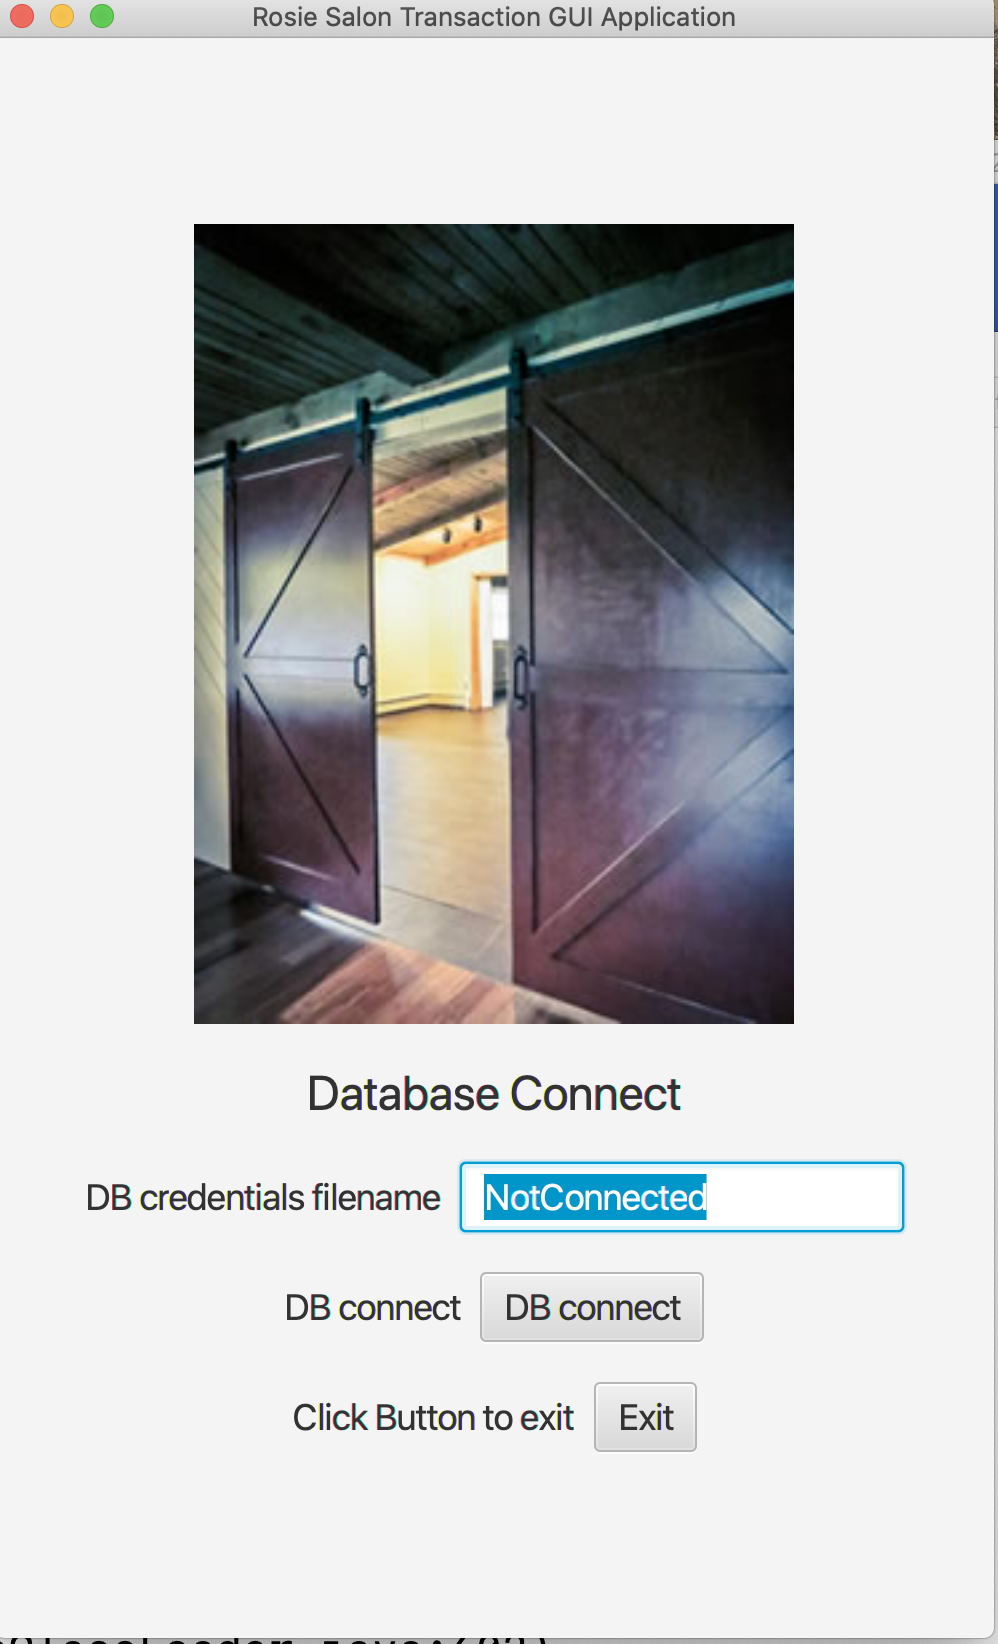 Rosie Salon Transaction GUI Application
Database Connect
DB credentials filename NotConnected
DB connect DB connect
Click Button to exit Exit